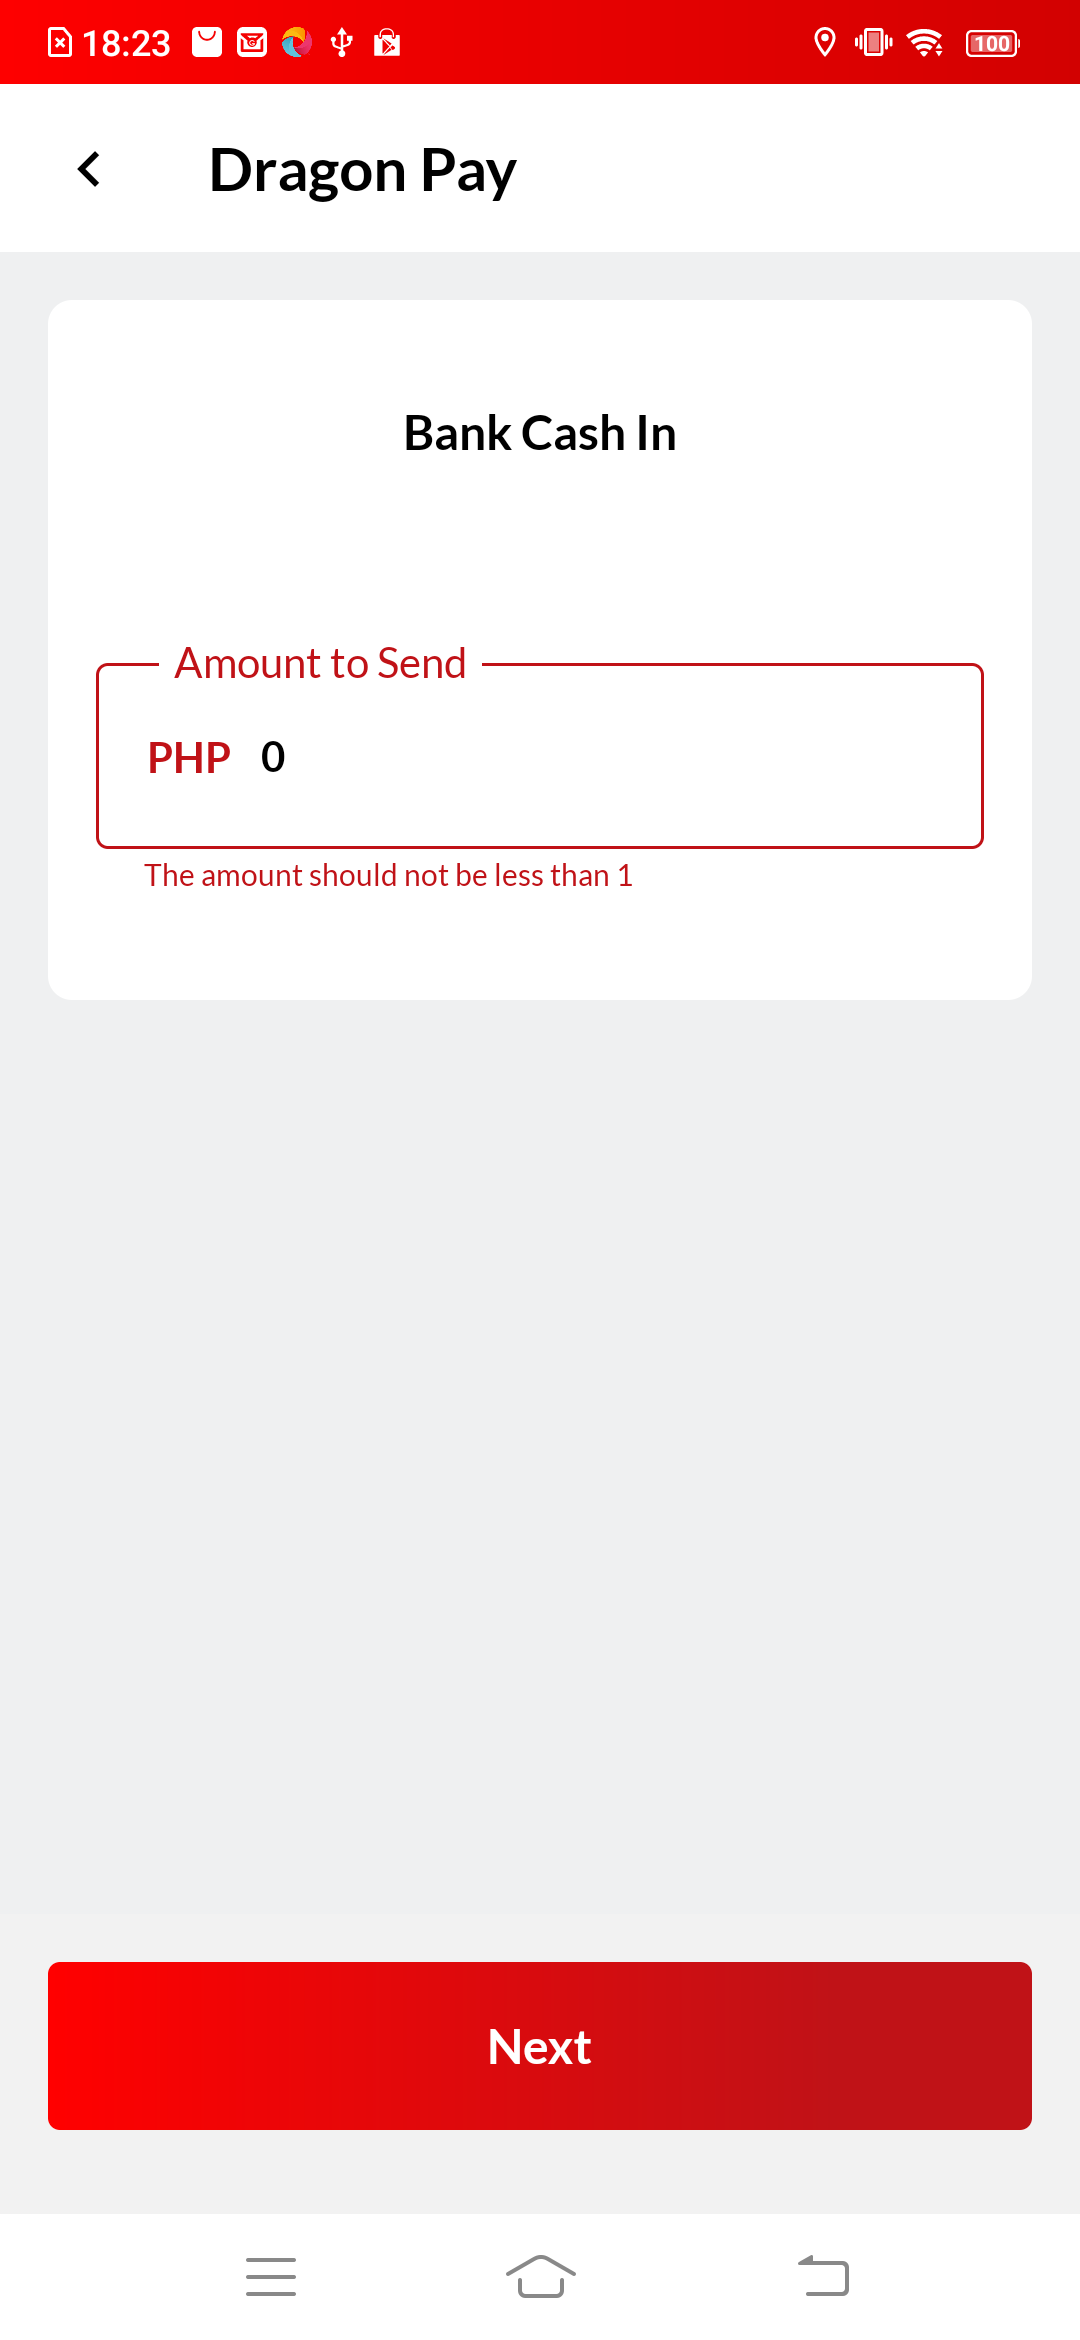 18:23
100
Dragon Pay
Bank Cash In
Amount to Send
PHP 0
The amount should not be less than 1
Next